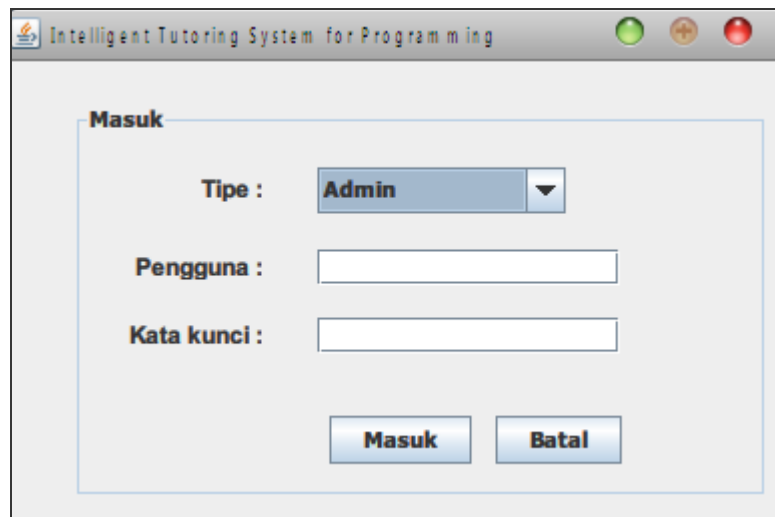 Intelligent Tutoring System for Programming
Masuk
Tipe : Admin
Pengguna :
Kata kunci :
Masuk Batal